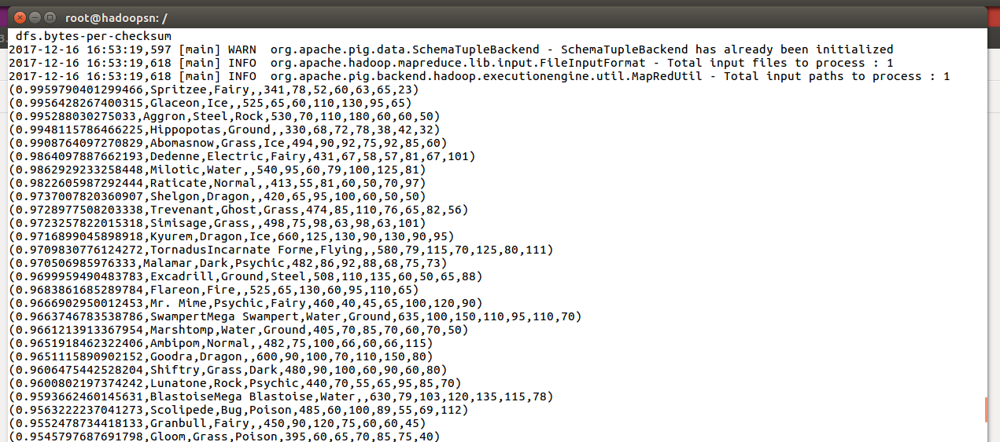 root@hadoopsn: /
3.
dfs.bytes-per-checksum
2017-12-16 16:53:19,597 [main] WARN  org.apache.pig.data.SchemaTupleBackend - SchemaTupleBackend has already been initialized
2017-12-16 16:53:19,618 [main] INFO  org.apache.hadoop.mapreduce.lib.input.FileInputFormat - Total input files to process : 1
2017-12-16 16:53:19,618 [main] INFO  org.apache.pig.backend.hadoop.executionengine.util.MapRedUtil - Total input paths to process : 1
(0.9959790401299466,Spritzee,Fairy,,341,78,52,60,63,65,23)
(0.9956428267400315,Glaceon,Ice,,525,65,60,110,130,95,65)
(0.995288030275033,Aggron,Steel,Rock,530,70,110,180,60,60,50)
(0.9948115786466225,Hippopotas,Ground,,330,68,72,78,38,42,32)
(0.9908764097270829,Abomasnow,Grass,Ice,494,90,92,75,92,85,60)
(0.9864097887662193,Dedenne,Electric,Fairy,431,67,58,57,81,67,101)
(0.9862929233258448,Milotic,Water,,540,95,60,79,100,125,81)
(0.9822605987292444,Raticate,Normal,,413,55,81,60,50,70,97)
(0.9737007820360907,Shelgon,Dragon,,420,65,95,100,60,50,50)
(0.9728977508203338,Trevenant,Ghost,Grass,474,85,110,76,65,82,56)
(0.9723257822015318,Simisage,Grass,,498,75,98,63,98,63,101)
(0.9716899045898918,Kyurem,Dragon,Ice,660,125,130,90,130,90,95)
(0.9709830776124272,TornadusIncarnate Forme,Flying,,580,79,115,70,125,80,111)
(0.970506985976333,Malamar,Dark,Psychic,482,86,92,88,68,75,73)
(0.9699959490483783,Excadrill,Ground,Steel,508,110,135,60,50,65,88)
(0.9683861685289784,Flareon,Fire,,525,65,130,60,95,110,65)
(0.9666902950012453,Mr. Mime,Psychic,Fairy,460,40,45,65,100,120,90)
(0.9663746783538786,SwampertMega Swampert,Water,Ground,635,100,150,110,95,110,70)
(0.9661213913367954,Marshtomp,Water,Ground,405,70,85,70,60,70,50)
(0.9651918462322406,Ambipom,Normal,,482,75,100,66,60,66,115)
(0.9651115890902152,Goodra,Dragon,,600,90,100,70,110,150,80)
(0.9606475442528204,Shiftry,Grass,Dark,480,90,100,60,90,60,80)
(0.9600802197374242,Lunatone,Rock,Psychic,440,70,55,65,95,85,70)
(0.9593662460145631,BlastoiseMega Blastoise,Water,,630,79,103,120,135,115,78)
(0.9563222237041273,Scolipede,Bug,Poison,485,60,100,89,55,69,112)
(0.9552478734418133,Granbull,Fairy,,450,90,120,75,60,60,45)
(0.9545797687691798,Gloom,Grass,Poison,395,60,65,70,85,75,40)